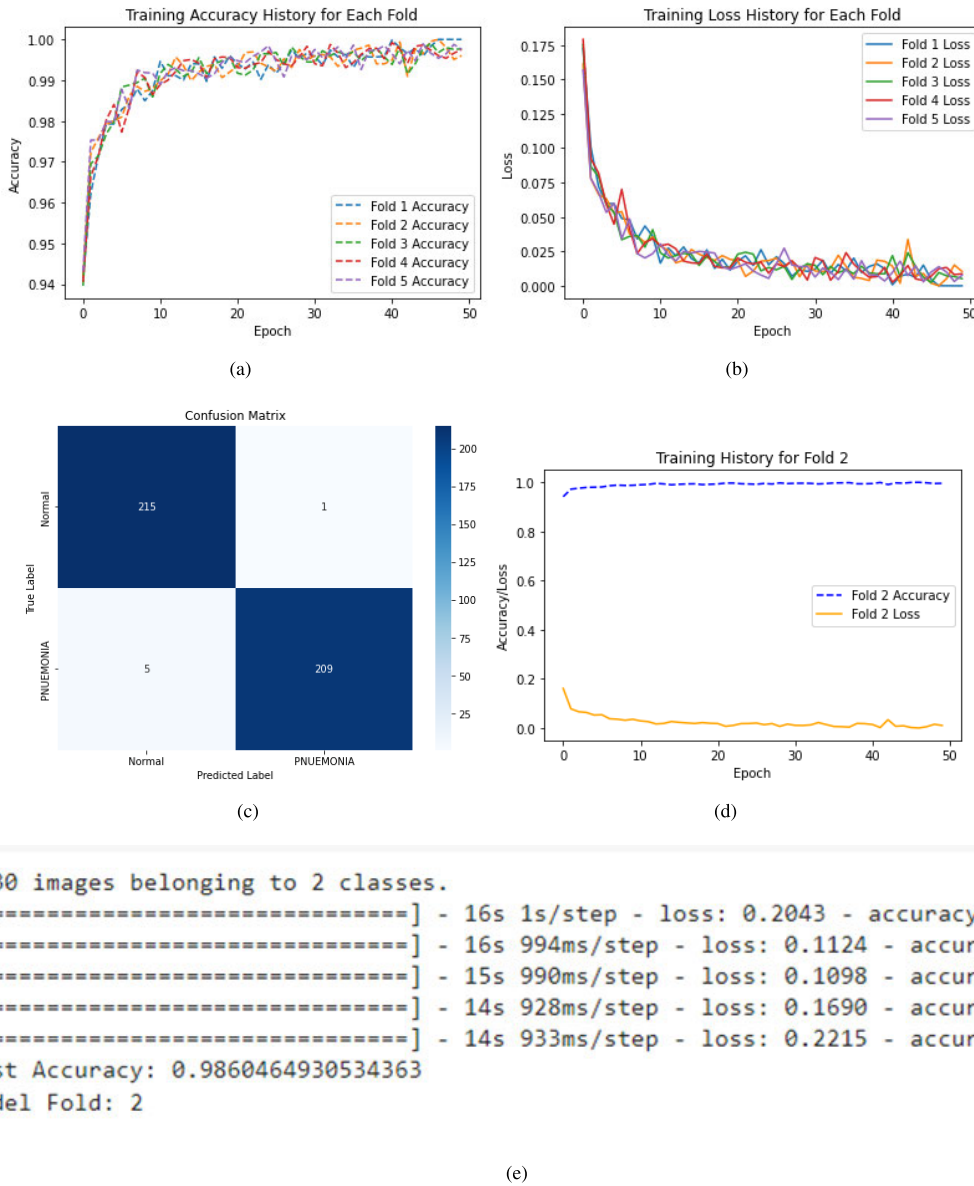 Training Accuracy History for Each Fold
1.00
0.99
0.98
0.97
0.96
0.95
0.94
Accuracy
Fold 1 Accuracy
Fold 2 Accuracy
Fold 3 Accuracy
Fold 4 Accuracy
Fold 5 Accuracy
0 10 20 30 40 50
Epoch
(a)
Training Loss History for Each Fold
0.175
0.150
0.125
0.100
0.075
0.050
0.025
0.000
Loss
Fold 1 Loss
Fold 2 Loss
Fold 3 Loss
Fold 4 Loss
Fold 5 Loss
0 10 20 30 40 50
Epoch
(b)
Confusion Matrix
True Label
Normal
PNUEMONIA
215 1
5 209
Normal PNUEMONIA
Predicted Label
200
175
150
125
100
75
50
25
(c)
Training History for Fold 2
1.0
0.8
0.6
0.4
0.2
0.0
Accuracy/Loss
Fold 2 Accuracy
Fold 2 Loss
0 10 20 30 40 50
Epoch
(d)
30 images belonging to 2 classes.
===============================] - 16s 1s/step - loss: 0.2043 - accuracy
===============================] - 16s 994ms/step - loss: 0.1124 - accur
===============================] - 15s 990ms/step - loss: 0.1098 - accur
===============================] - 14s 928ms/step - loss: 0.1690 - accur
===============================] - 14s 933ms/step - loss: 0.2215 - accur
st Accuracy: 0.9860464930534363
del Fold: 2
(e)